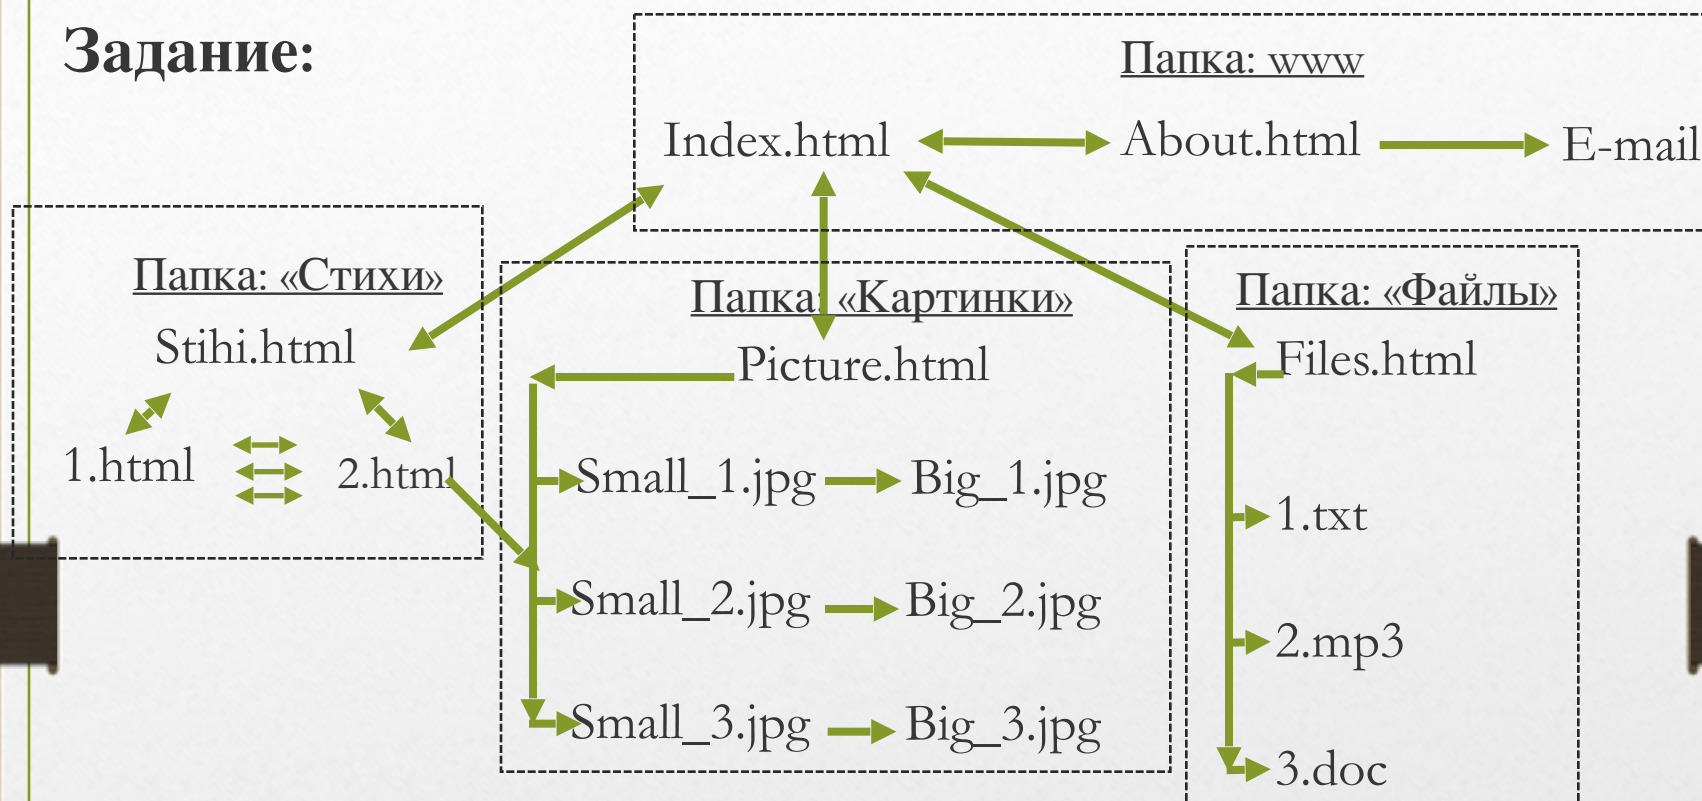 Задание:
Папка: www
Index.html
About.html
E-mail
Папка: «Стихи»
Stihi.html
1.html
2.html
Папка: «Картинки»
Picture.html
Small_1.jpg
Big_1.jpg
Small_2.jpg
Big_2.jpg
Small_3.jpg
Big_3.jpg
Папка: «Файлы»
Files.html
1.txt
2.mp3
3.doc